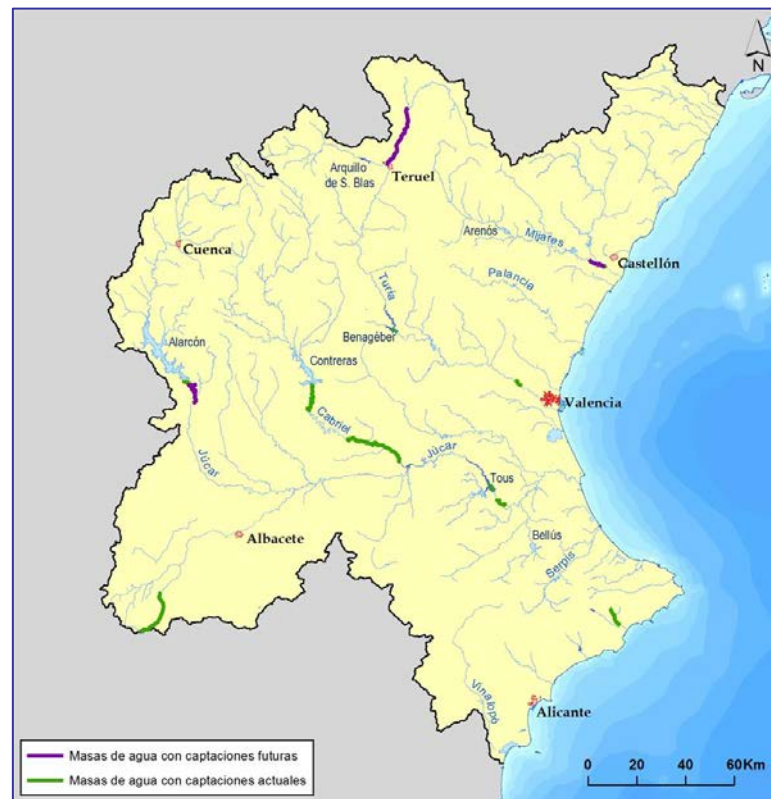 N
Arquillo
de S. Blas
Teruel
Arenós
Mijares
Castellón
Cuenca
Palancia
Turia
Alarcón
Benagéber
Contreras
Valencia
Cabriel
Júcar
Júcar
Tous
Albacete
Bellús
Serpis
Vinalopó
Alicante
Masas de agua con captaciones futuras
Masas de agua con captaciones actuales
0 20 40 60 Km